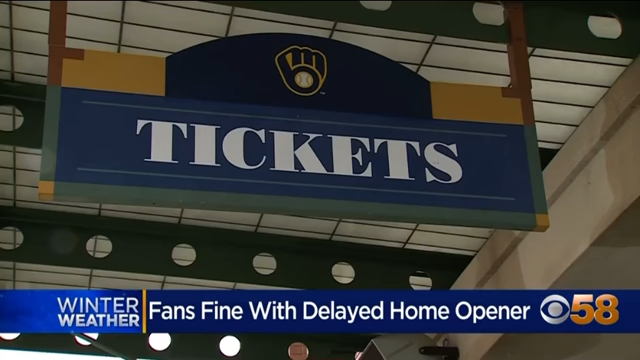 TICKETS
WINTER
WEATHER
Fans Fine With Delayed Home Opener
58